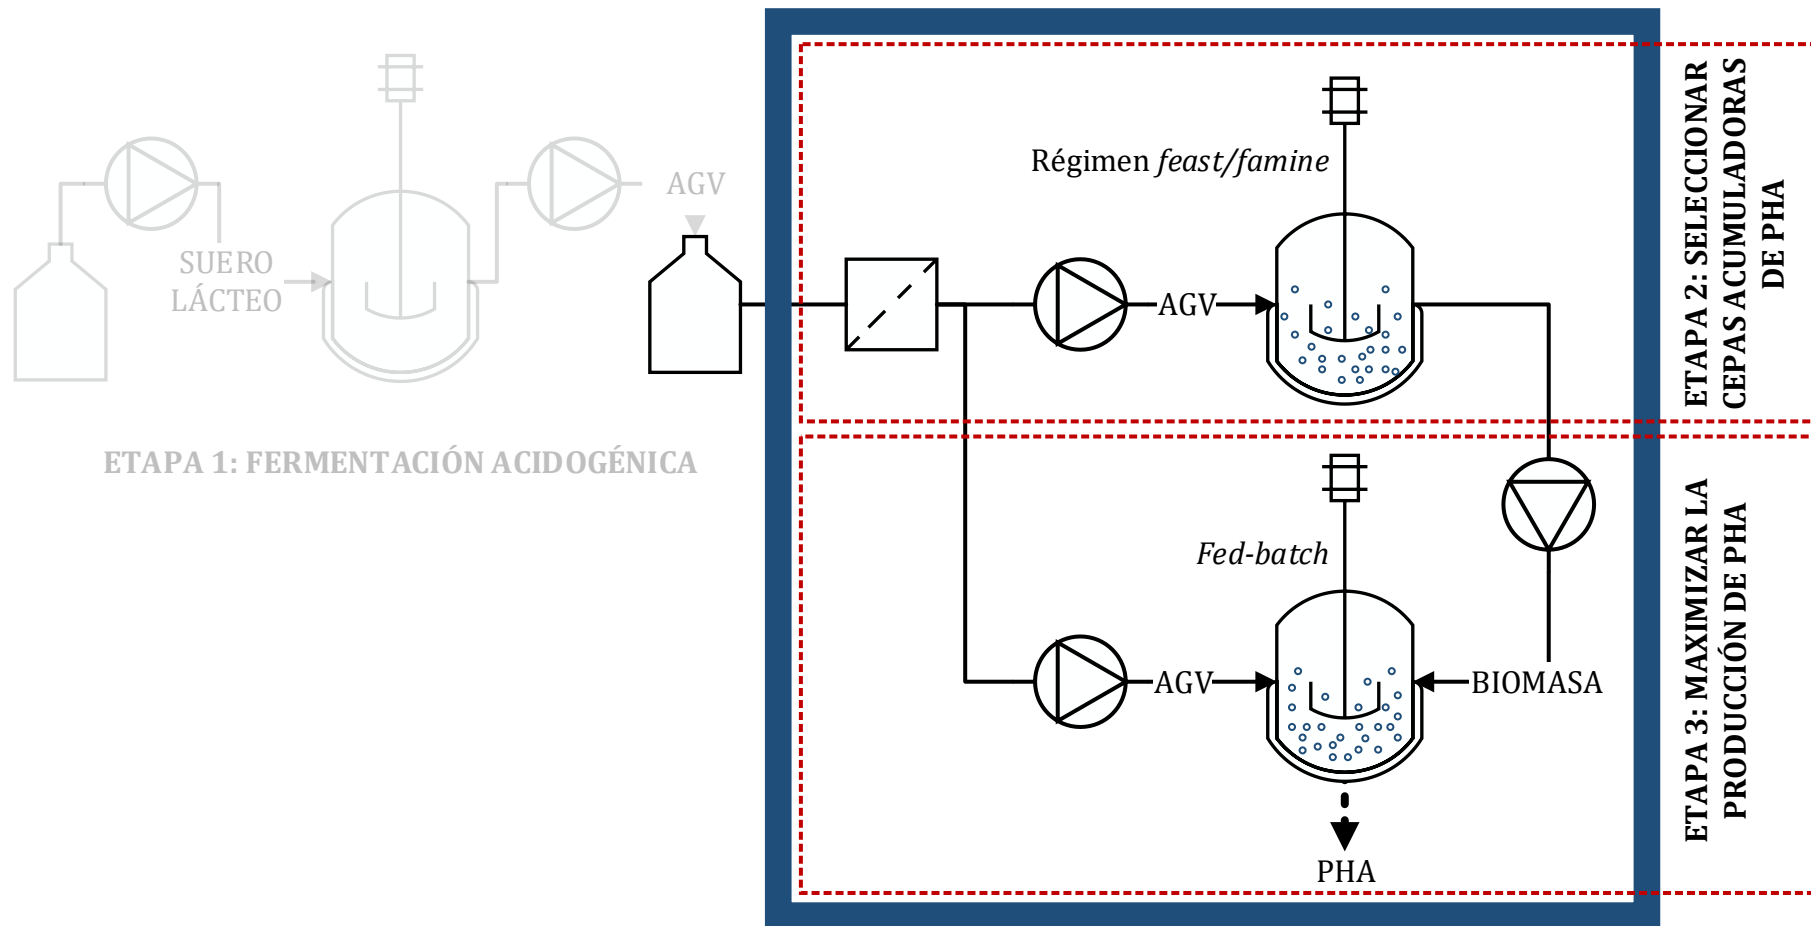 AGV
SUERO
LÁCTEO
ETAPA 1: FERMENTACIÓN ACIDOGÉNICA
Régimen feast/famine
AGV
ETAPA 2: SELECCIONAR
CEPAS ACUMULADORAS
DE PHA
Fed-batch
AGV
BIOMASA
PHA
ETAPA 3: MAXIMIZAR LA
PRODUCCIÓN DE PHA